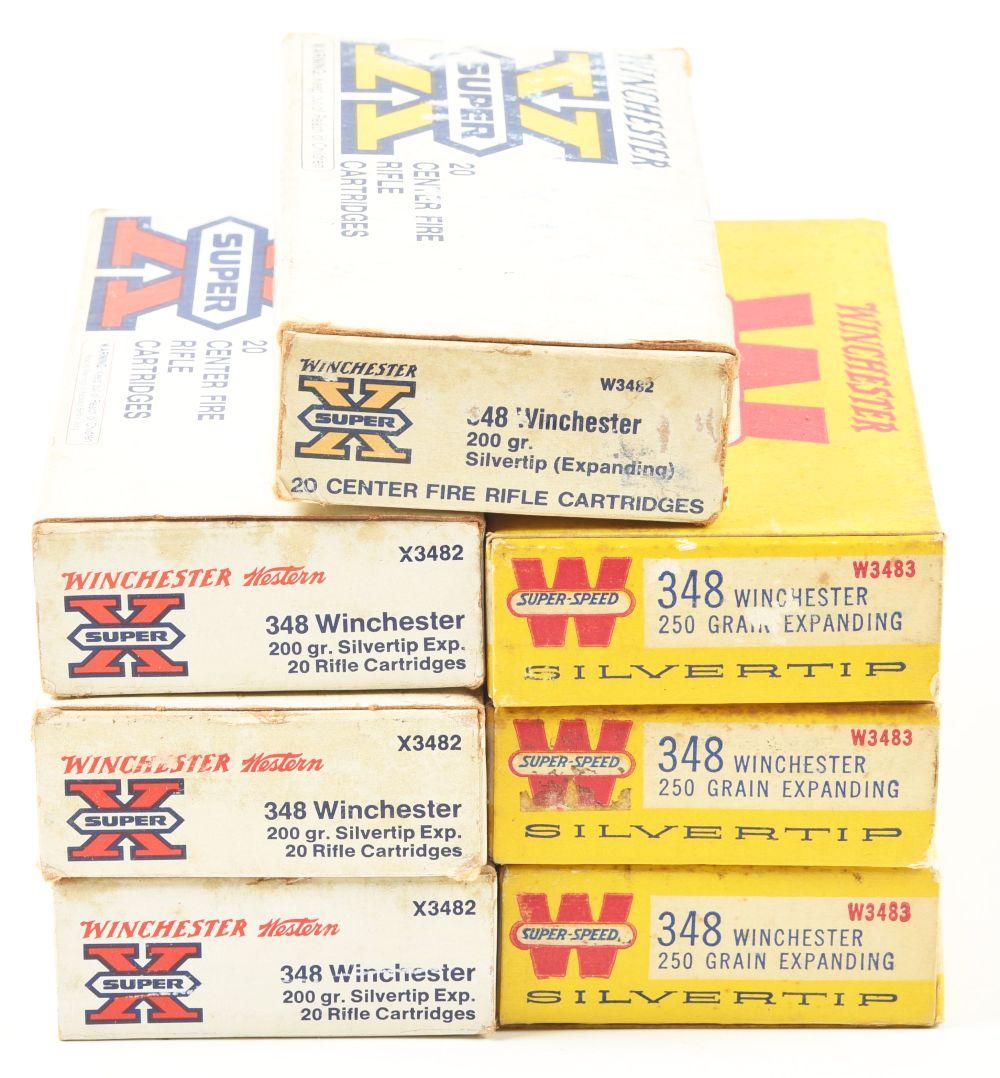 WINCHESTER
X SUPER
20
CENTER FIRE
RIFLE
CARTRIDGES
WINCHESTER
W3482
X SUPER
348 Winchester
200 gr.
Silvertip (Expanding)
20 CENTER FIRE RIFLE CARTRIDGES
X SUPER
20
CENTER FIRE
RIFLE
CARTRIDGES
X3482
WINCHESTER Western
X SUPER
348 Winchester
200 gr. Silvertip Exp.
20 Rifle Cartridges
X3482
WINCHESTER Western
X SUPER
348 Winchester
200 gr. Silvertip Exp.
20 Rifle Cartridges
X3482
WINCHESTER Western
X SUPER
348 Winchester
200 gr. Silvertip Exp.
20 Rifle Cartridges
WINCHESTER
W
W3483
W
SUPER-SPEED
348 WINCHESTER
250 GRAIN EXPANDING
SILVERTIP
W3483
W
SUPER-SPEED
348 WINCHESTER
250 GRAIN EXPANDING
SILVERTIP
W3483
W
SUPER-SPEED
348 WINCHESTER
250 GRAIN EXPANDING
SILVERTIP